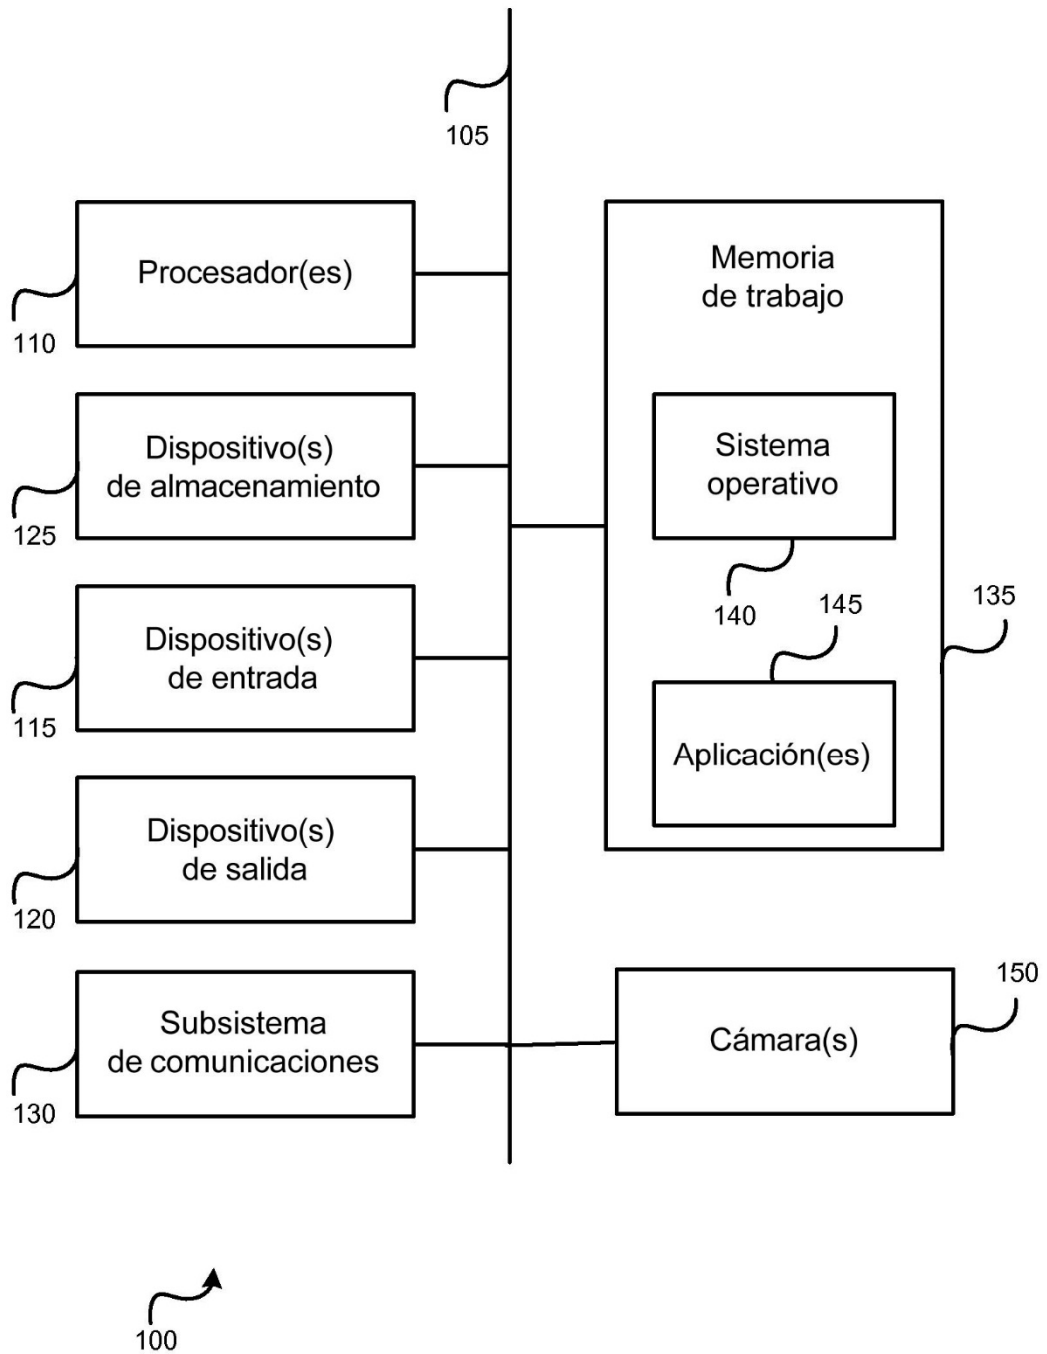 105
Procesador(es)
110
Memoria
de trabajo
Dispositivo(s)
de almacenamiento
125
Sistema
operativo
140
145
135
Dispositivo(s)
de entrada
115
Aplicación(es)
Dispositivo(s)
de salida
120
Subsistema
de comunicaciones
130
Cámara(s)
150
100